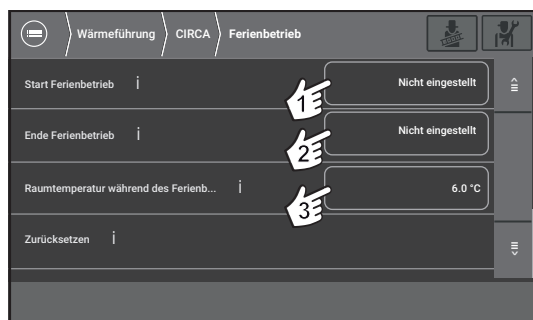 Wärmeführung CIRCA Ferienbetrieb
Start Ferienbetrieb i Nicht eingestellt
1
Ende Ferienbetrieb i Nicht eingestellt
2
Raumtemperatur während des Ferienb... i 6.0 °C
3
Zurücksetzen i